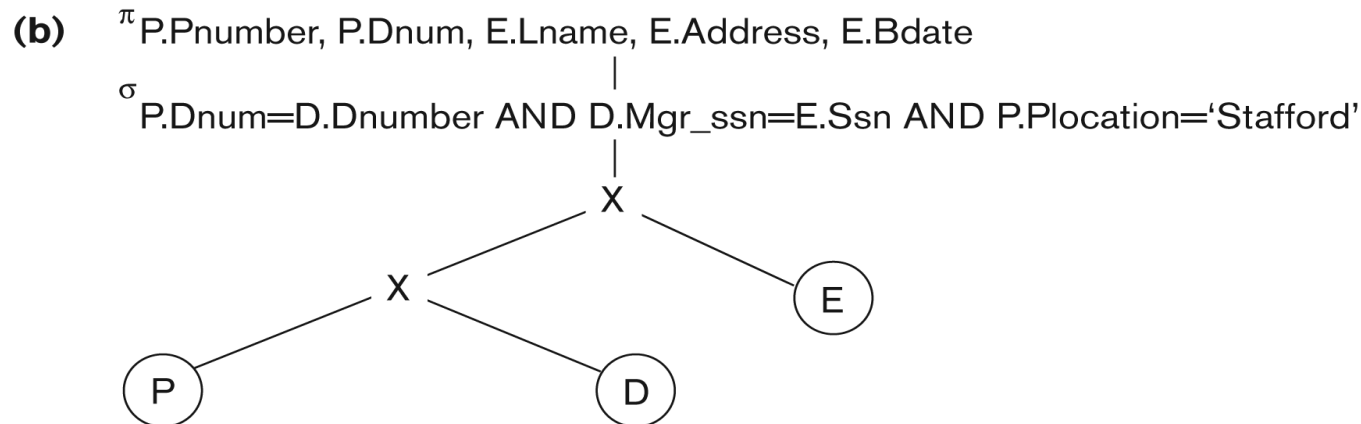 (b) π P.Pnumber, P.Dnum, E.Lname, E.Address, E.Bdate
σ P.Dnum=D.Dnumber AND D.Mgr_ssn=E.Ssn AND P.Plocation=‘Stafford’
X
X
E
P
D